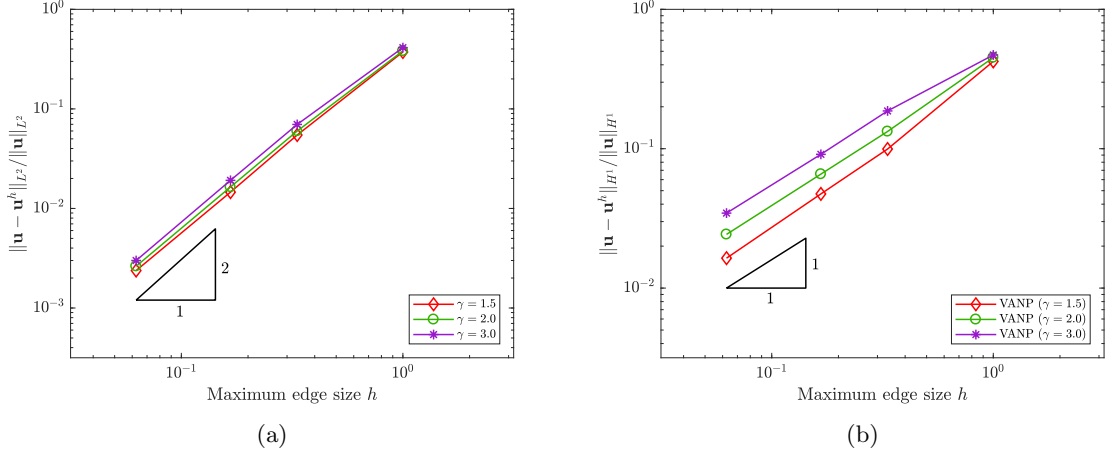 10^0
10^{-1}
10^{-2}
10^{-3}
‖u − u^h‖_{L^2}/‖u‖_{L^2}
2
1
γ = 1.5
γ = 2.0
γ = 3.0
10^{-1}
10^0
Maximum edge size h
(a)
10^0
10^{-1}
10^{-2}
‖u − u^h‖_{H^1}/‖u‖_{H^1}
1
1
VANP (γ = 1.5)
VANP (γ = 2.0)
VANP (γ = 3.0)
10^{-1}
10^0
Maximum edge size h
(b)